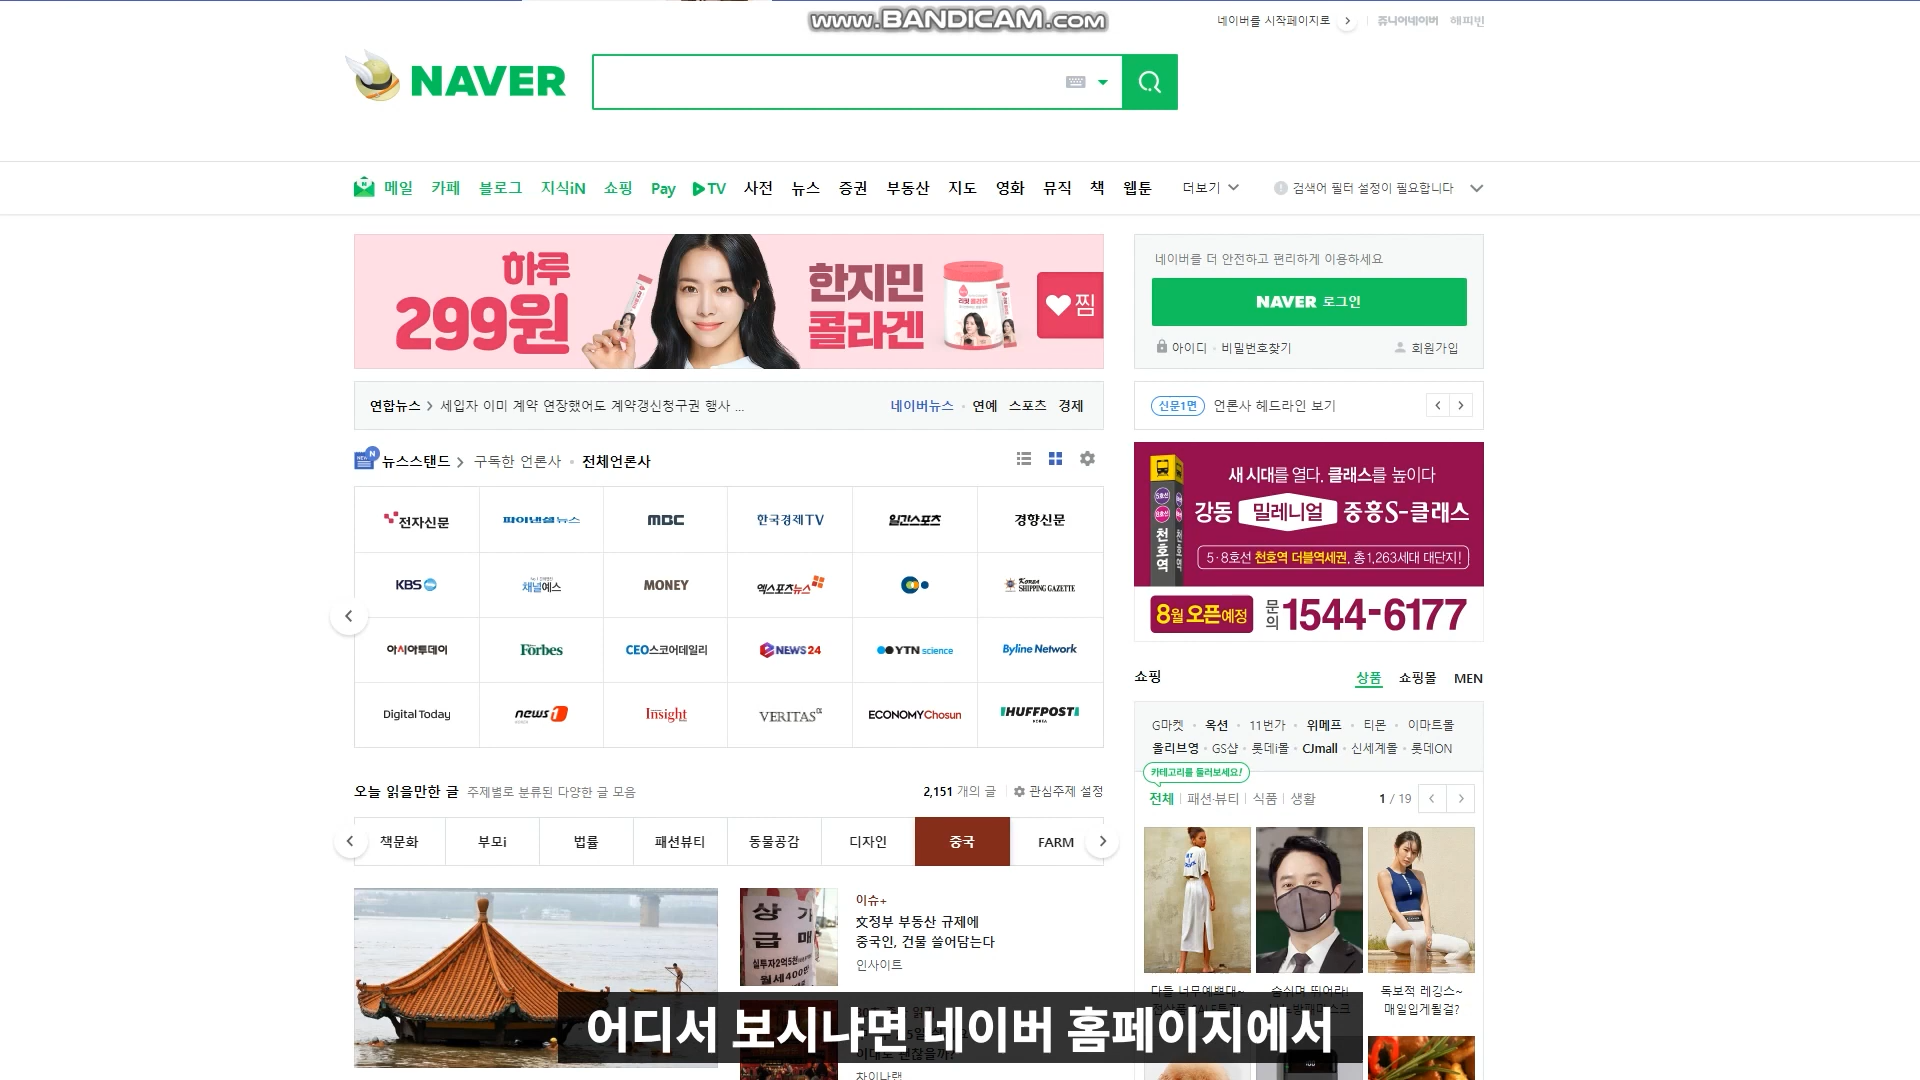 www.BANDICAM.com
네이버를 시작페이지로 쥬니어네이버 해피빈
NAVER
메일 카페 블로그 지식iN 쇼핑 Pay TV 사전 뉴스 증권 부동산 지도 영화 뮤직 책 웹툰 더보기 검색어 필터 설정이 필요합니다
하루
299원
한지민
콜라겐
찜
네이버를 더 안전하고 편리하게 이용하세요
NAVER 로그인
아이디 · 비밀번호찾기 회원가입
연합뉴스 > 세입자 이미 계약 연장했어도 계약갱신청구권 행사 ... 네이버뉴스 · 연예 스포츠 경제
신문1면 언론사 헤드라인 보기
뉴스스탠드 > 구독한 언론사 · 전체언론사
전자신문 파이낸셜뉴스 MBC 한국경제TV 일간스포츠 경향신문
KBS 채널예스 MONEY 엑스포츠뉴스 KOREA SHIPPING GAZETTE
아시아투데이 Forbes CEO스코어데일리 eNEWS24 YTN science Byline Network
Digital Today news1 Insight VERITAS α ECONOMYChosun HUFFPOST KOREA
새 시대를 열다. 클래스를 높이다
강동 밀레니얼 중흥S-클래스
5·8호선 천호역 더블역세권, 총 1,263세대 대단지!
천호역
8월 오픈예정 문의 1544-6177
쇼핑 상품 쇼핑몰 MEN
G마켓 · 옥션 · 11번가 · 위메프 · 티몬 · 이마트몰
올리브영 · GS샵 · 롯데i몰 · CJmall · 신세계몰 · 롯데ON
카테고리를 둘러보세요!
전체 | 패션·뷰티 | 식품 | 생활 1 / 19
오늘 읽을만한 글 주제별로 분류된 다양한 글 모음 2,151 개의 글 관심주제 설정
책문화 부모i 법률 패션뷰티 동물공감 디자인 중국 FARM
상가
급매
이슈+
文정부 부동산 규제에
중국인, 건물 쓸어담는다
인사이트
독보적 레깅스~
매일입게될걸?
어디서 보시냐면 네이버 홈페이지에서
차이나랩